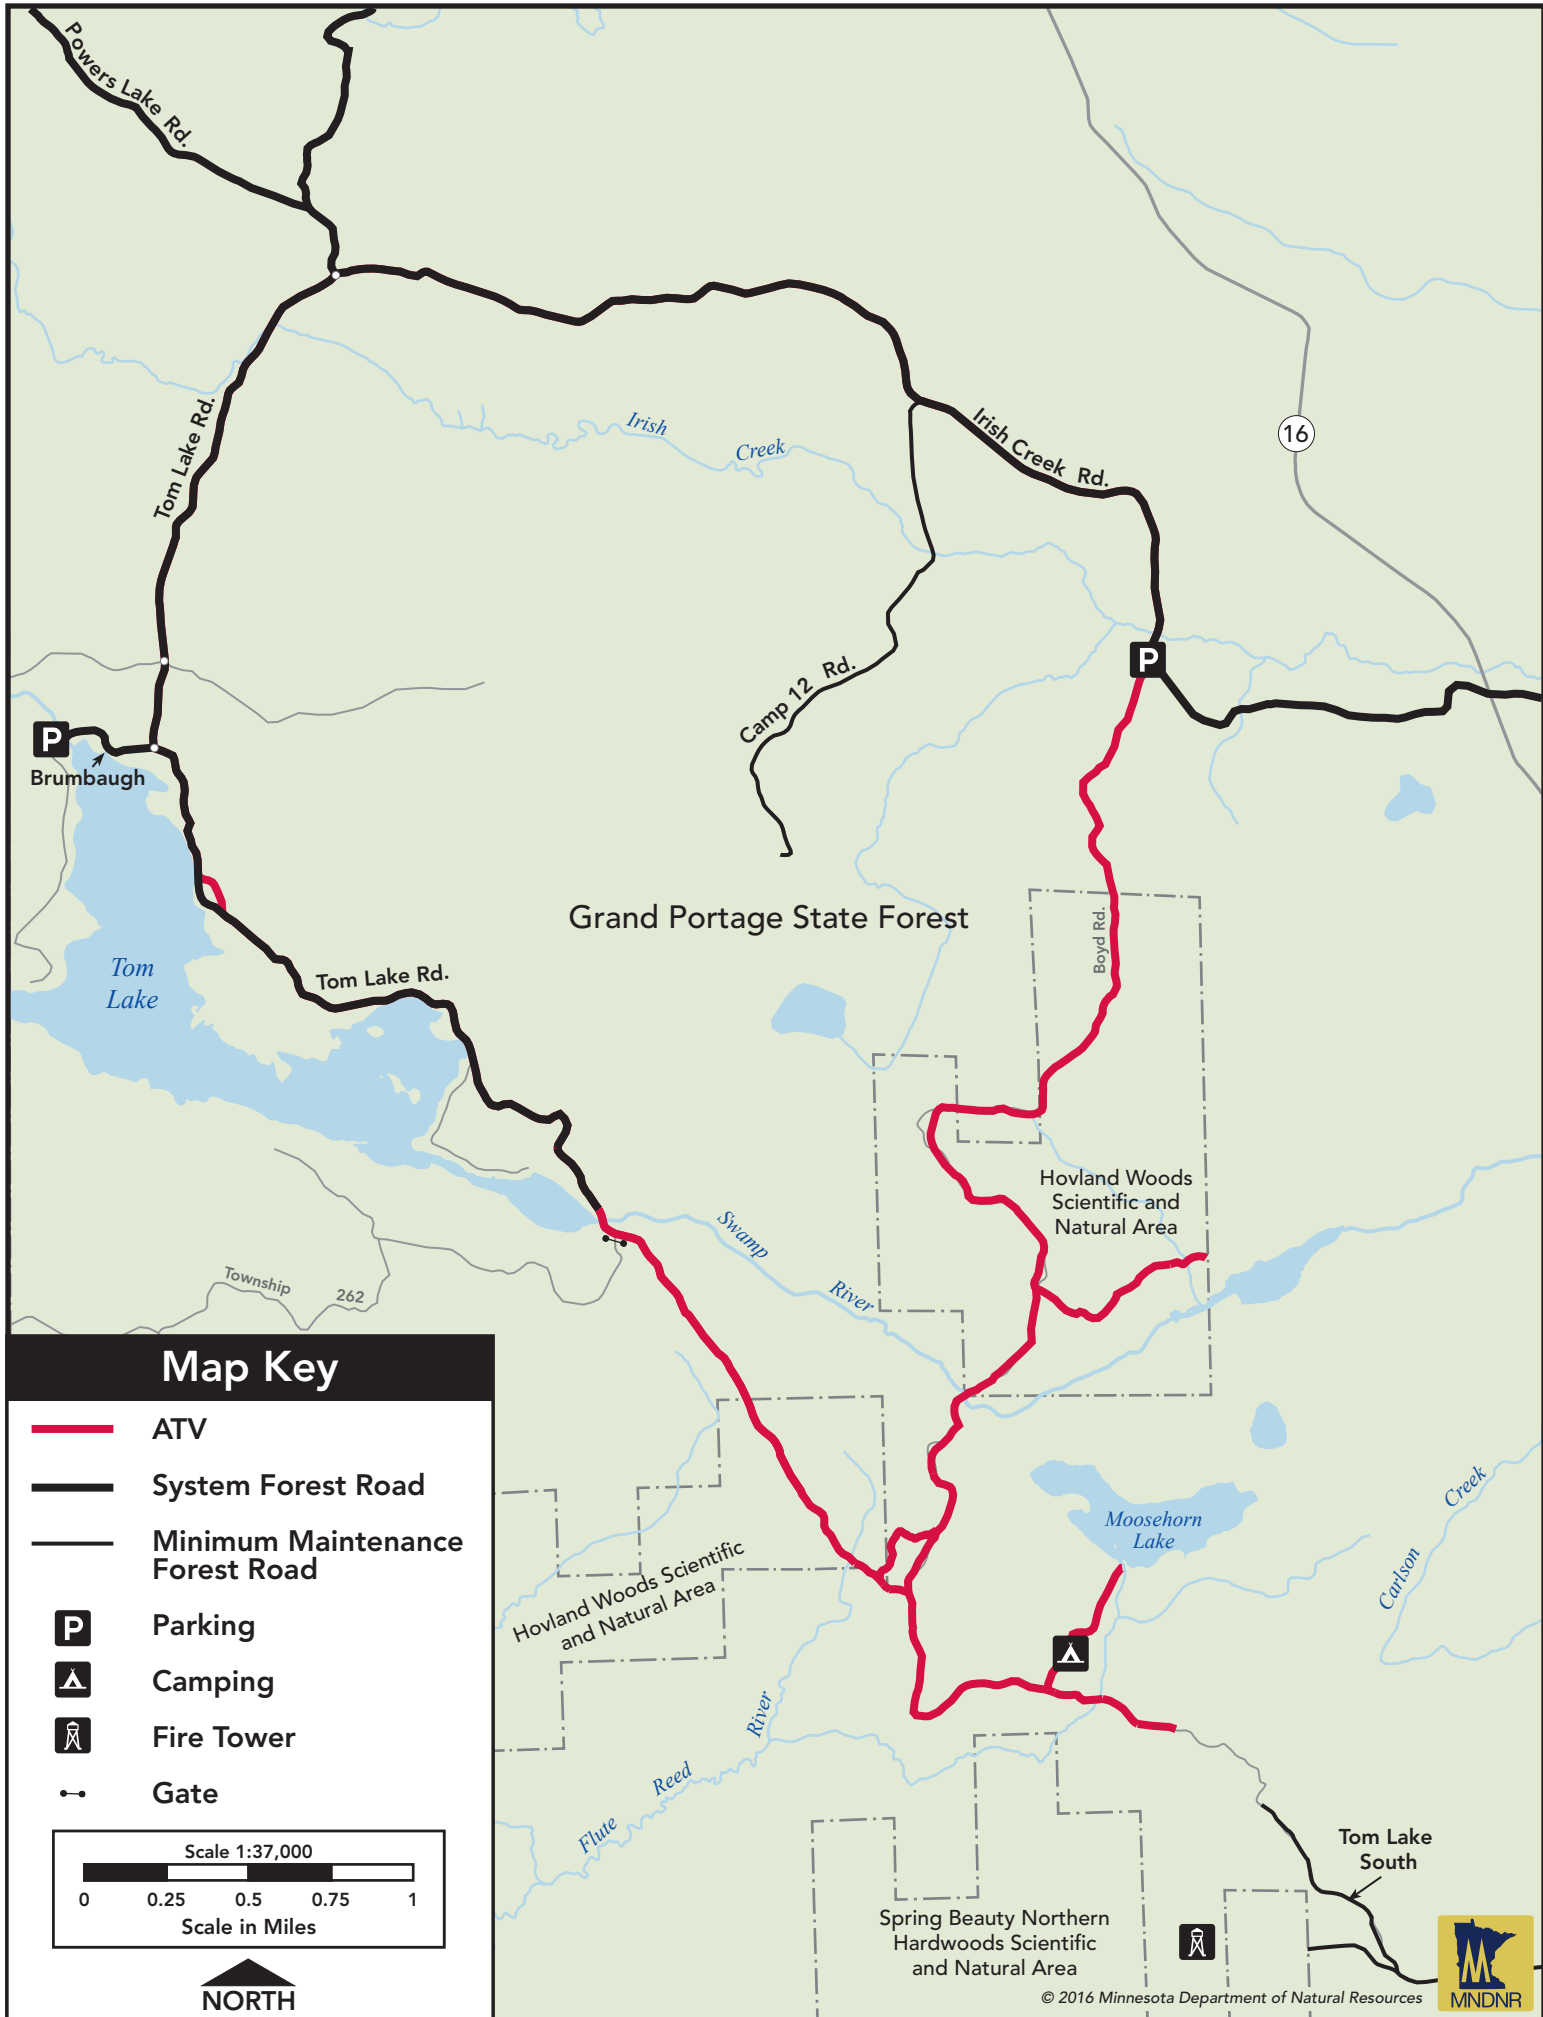 Powers Lake Rd.
Tom Lake Rd.
Irish
Creek
Irish Creek Rd.
16
Camp 12 Rd.
P
P
Brumbaugh
Grand Portage State Forest
Boyd Rd.
Tom
Lake
Tom Lake Rd.
Hovland Woods
Scientific and
Natural Area
Swamp
River
Township 262
Moosehorn
Lake
Creek
Carlson
Hovland Woods Scientific
and Natural Area
River
Reed
Flute
Tom Lake
South
Spring Beauty Northern
Hardwoods Scientific
and Natural Area
Map Key
ATV
System Forest Road
Minimum Maintenance
Forest Road
P
Parking
Camping
Fire Tower
Gate
Scale 1:37,000
0 0.25 0.5 0.75 1
Scale in Miles
NORTH
© 2016 Minnesota Department of Natural Resources
MNDNR